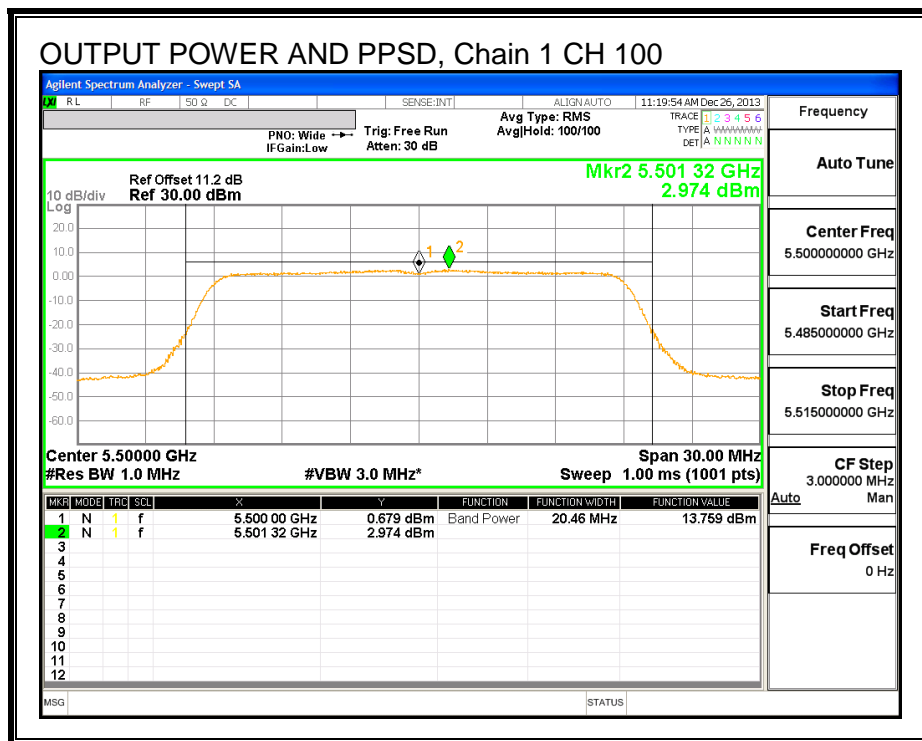 OUTPUT POWER AND PPSD, Chain 1 CH 100
Agilent Spectrum Analyzer - Swept SA
LXI RL RF 50 Ω DC SENSE:INT ALIGN AUTO 11:19:54 AM Dec 26, 2013
PNO: Wide IFGain:Low
Trig: Free Run
Atten: 30 dB
Avg Type: RMS
Avg|Hold: 100/100
TRACE 1 2 3 4 5 6
TYPE A WWWWW
DET A N N N N N
Mkr2 5.501 32 GHz
2.974 dBm
Ref Offset 11.2 dB
10 dB/div Ref 30.00 dBm
Log
20.0
10.0
0.00
-10.0
-20.0
-30.0
-40.0
-50.0
-60.0
1
2
Center 5.50000 GHz Span 30.00 MHz
#Res BW 1.0 MHz #VBW 3.0 MHz* Sweep 1.00 ms (1001 pts)
MKR MODE TRC SCL X Y FUNCTION FUNCTION WIDTH FUNCTION VALUE
1 N 1 f 5.500 00 GHz 0.679 dBm Band Power 20.46 MHz 13.759 dBm
2 N 1 f 5.501 32 GHz 2.974 dBm
3
4
5
6
7
8
9
10
11
12
MSG STATUS
Frequency
Auto Tune
Center Freq
5.500000000 GHz
Start Freq
5.485000000 GHz
Stop Freq
5.515000000 GHz
CF Step
3.000000 MHz
Auto Man
Freq Offset
0 Hz